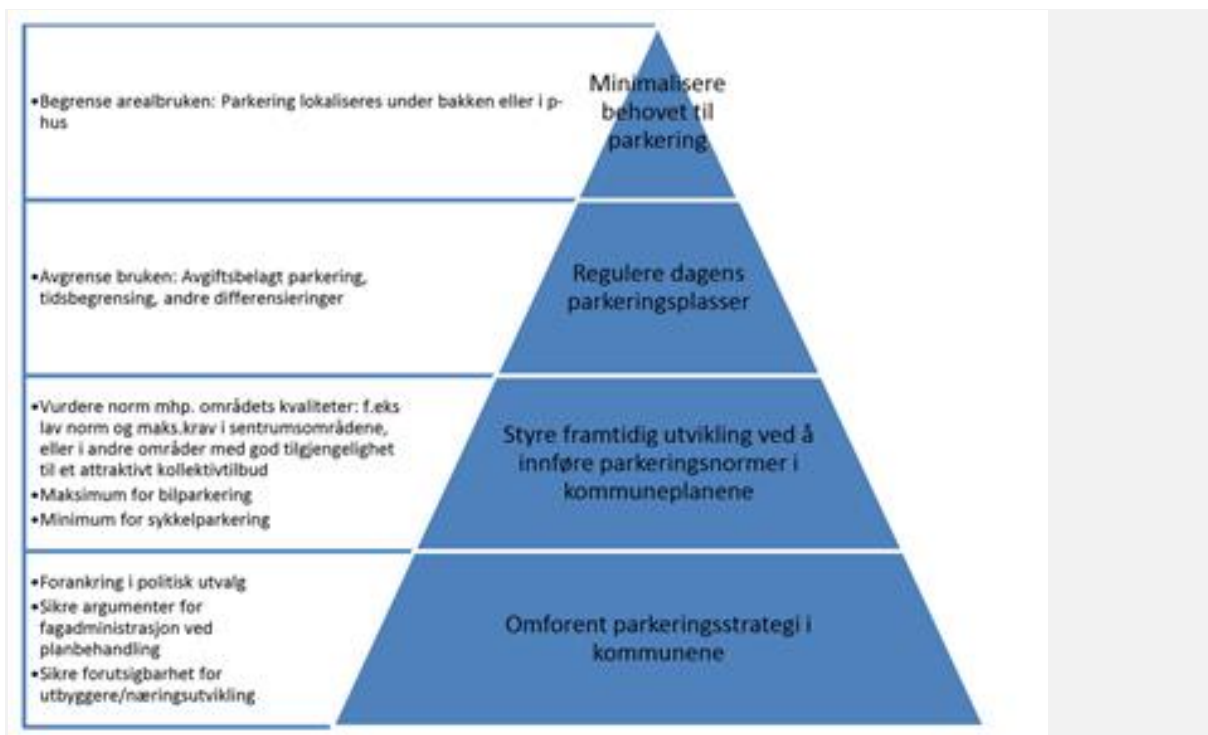 •Begrense arealbruken: Parkering lokaliseres under bakken eller i p-
hus
Minimalisere
behovet til
parkering
•Avgrense bruken: Avgiftsbelagt parkering,
tidsbegrensing, andre differensieringer
Regulere dagens
parkeringsplasser
•Vurdere norm mhp. områdets kvaliteter: f.eks
lav norm og maks.krav i sentrumsområdene,
eller i andre områder med god tilgjengelighet
til et attraktivt kollektivtilbud
•Maksimum for bilparkering
•Minimum for sykkelparkering
Styre framtidig utvikling ved å
innføre parkeringsnormer i
kommuneplanene
•Forankring i politisk utvalg
•Sikre argumenter for
fagadministrasjon ved
planbehandling
•Sikre forutsigbarhet for
utbyggere/næringsutvikling
Omforent parkeringsstrategi i
kommunene